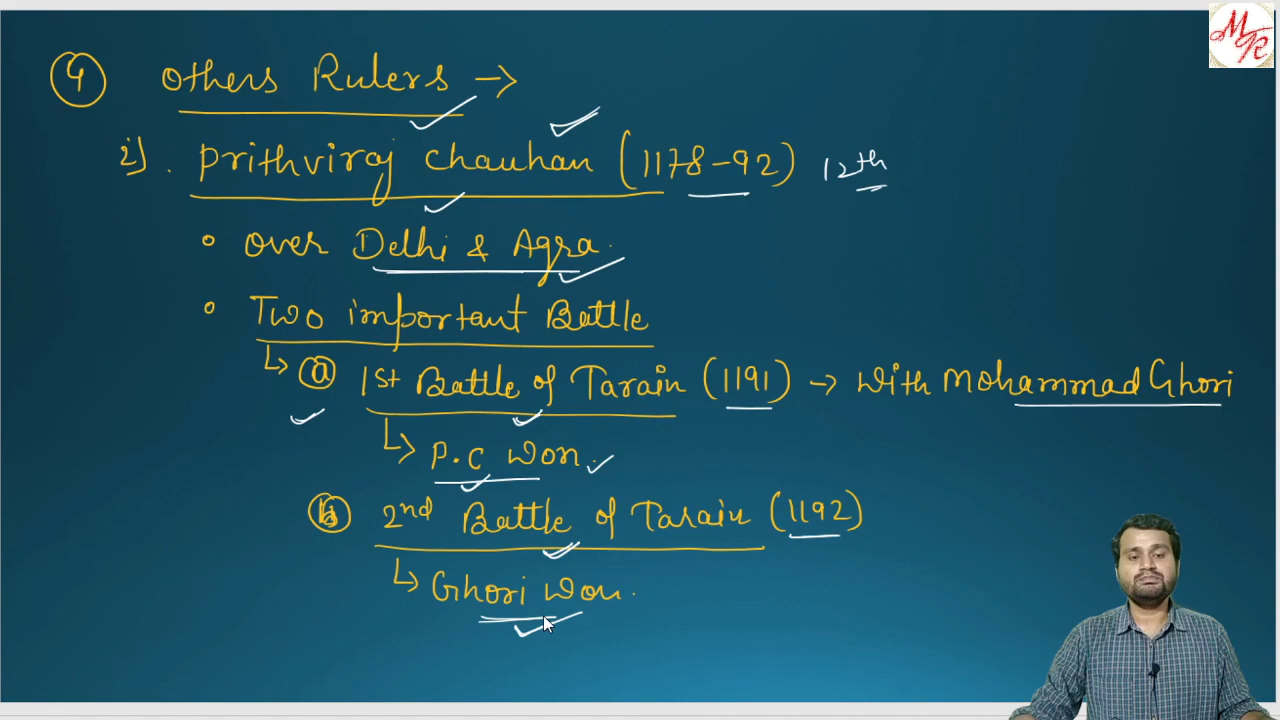 MR
4 Others Rulers →
i). Prithviraj Chauhan (1178-92) 12th
• Over Delhi & Agra.
• Two important Battle
↳ a 1st Battle of Tarain (1191) → With Mohammad Ghori
↳ P.C Won.
↳ b 2nd Battle of Tarain (1192)
↳ Ghori Won.